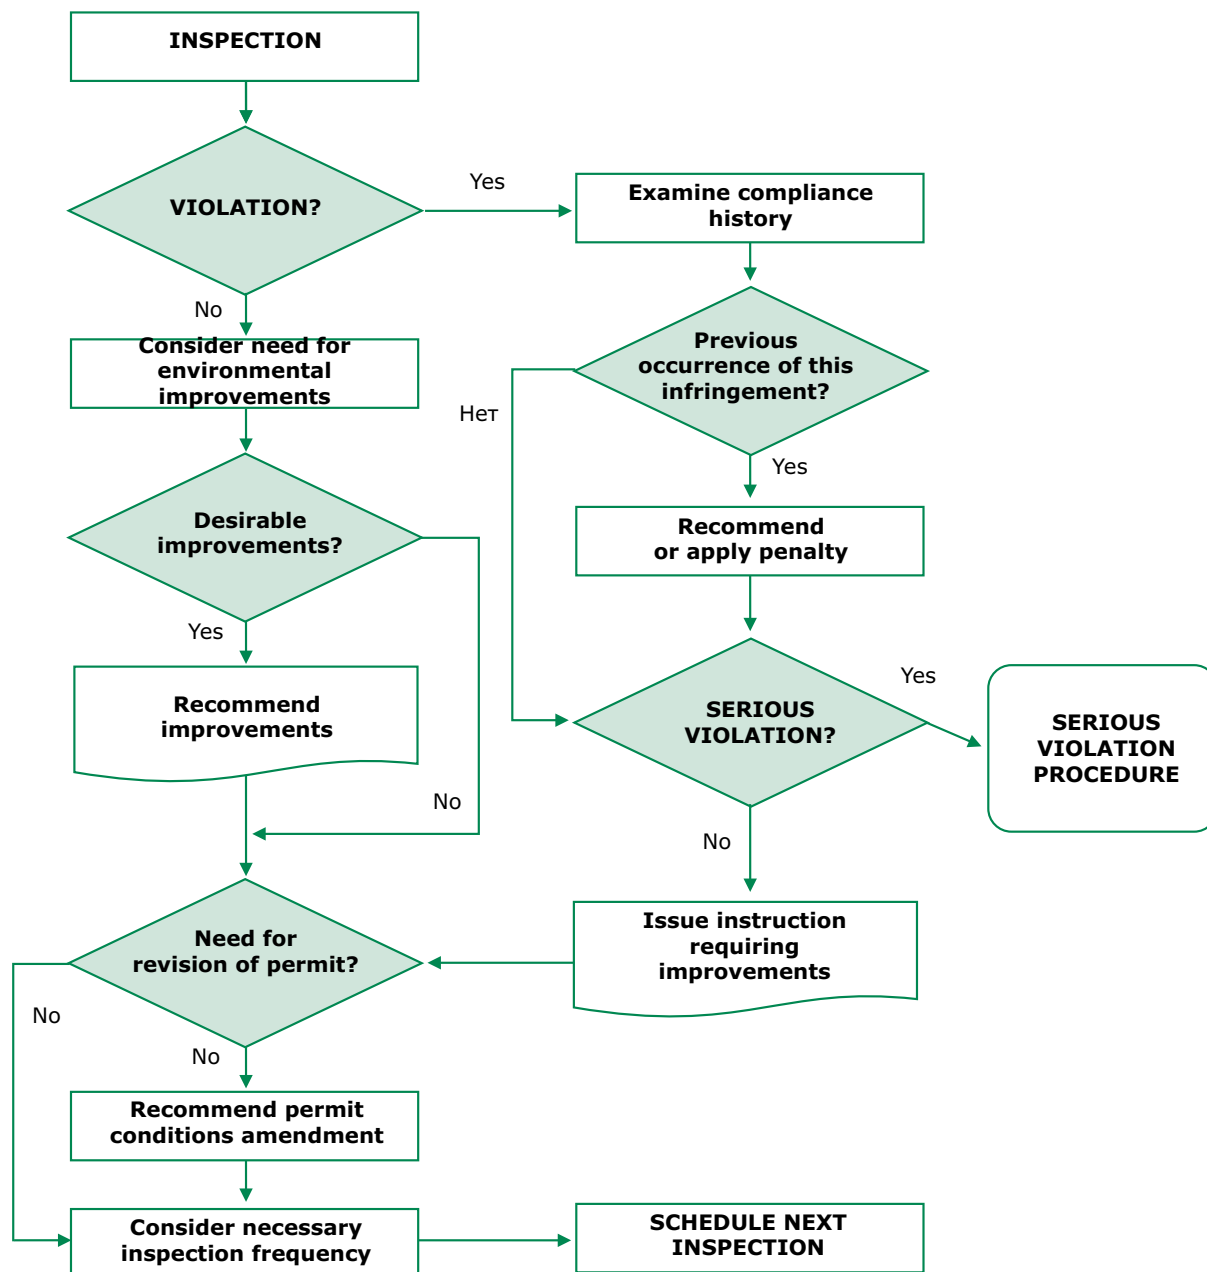 INSPECTION
VIOLATION?
Yes
Examine compliance
history
No
Consider need for
environmental
improvements
Previous
occurrence of this
infringement?
Нет
Yes
Desirable
improvements?
Recommend
or apply penalty
Yes
Recommend
improvements
No
SERIOUS
VIOLATION?
Yes
SERIOUS
VIOLATION
PROCEDURE
No
Need for
revision of permit?
Issue instruction
requiring
improvements
No
No
Recommend permit
conditions amendment
Consider necessary
inspection frequency
SCHEDULE NEXT
INSPECTION